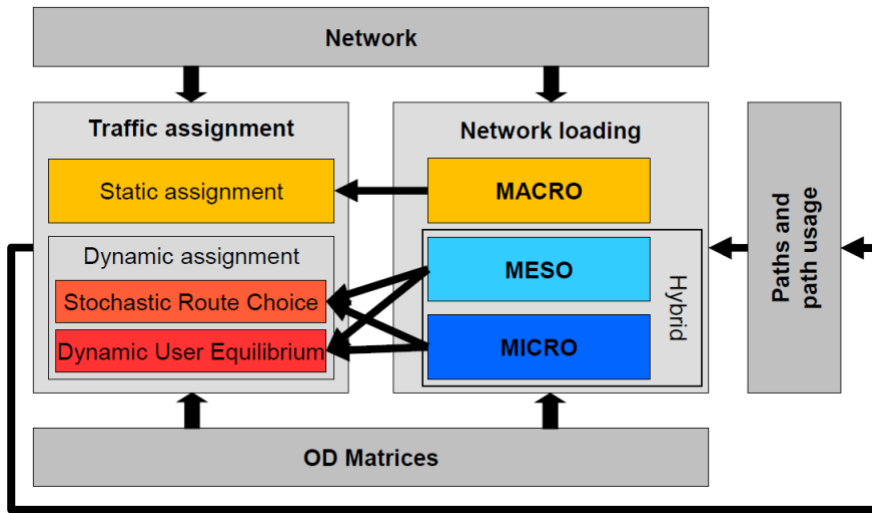 Network
Traffic assignment
Static assignment
Dynamic assignment
Stochastic Route Choice
Dynamic User Equilibrium
Network loading
MACRO
MESO
MICRO
Hybrid
Paths and
path usage
OD Matrices